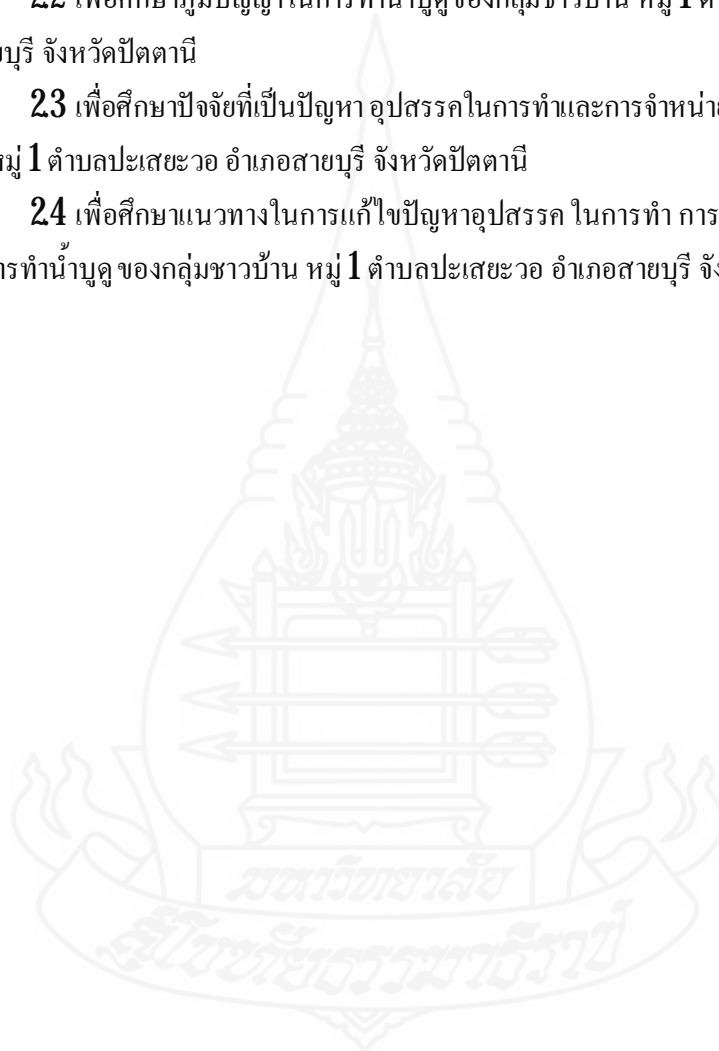 2.2 เพื่อศึกษาภูมิปัญญาในการทำน้ำบูดูของกลุ่มชาวบ้าน หมู่ 1
บุรี จังหวัดปัตตานี
2.3 เพื่อศึกษาปัจจัยที่เป็นปัญหา อุปสรรคในการทำและการจำหน่าย
หมู่ 1 ตำบลปะเสยะวอ อำเภอสายบุรี จังหวัดปัตตานี
2.4 เพื่อศึกษาแนวทางในการแก้ไขปัญหาอุปสรรค ในการทำ การ
ารทำน้ำบูดู ของกลุ่มชาวบ้าน หมู่ 1 ตำบลปะเสยะวอ อำเภอสายบุรี จัง
มหาวิทยาลัย
สุโขทัยธรรมาธิราช